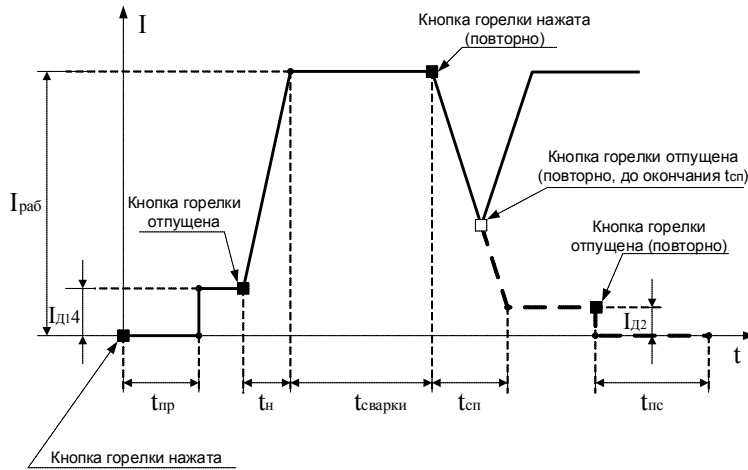 I
Кнопка горелки нажата
(повторно)
Кнопка горелки отпущена
(повторно, до окончания tсп)
Кнопка горелки
отпущена
Iраб
Кнопка горелки
отпущена (повторно)
IД14
IД2
t
tпр
tн
tсварки
tсп
tпс
Кнопка горелки нажата